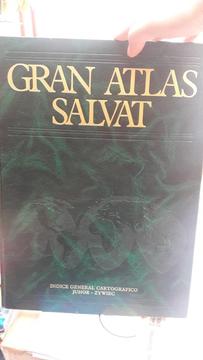 GRAN ATLAS
SALVAT
INDICE GENERAL CARTOGRAFICO
JUHOR - ZYWIEC